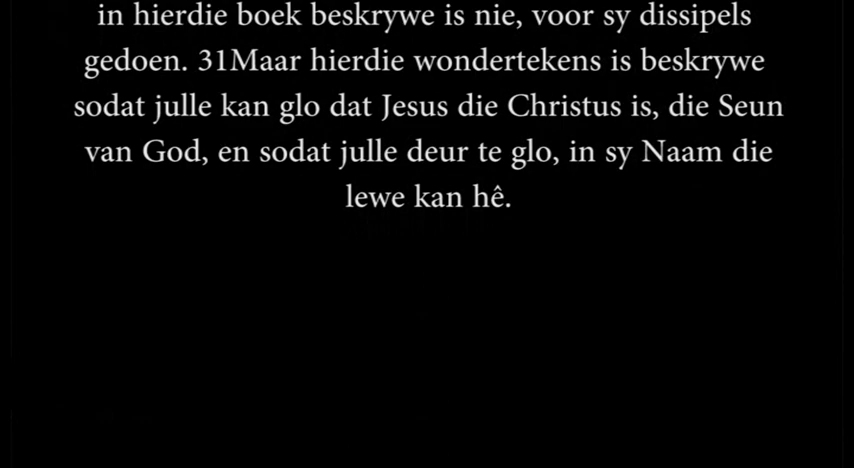 in hierdie boek beskrywe is nie, voor sy dissipels
gedoen. 31Maar hierdie wondertekens is beskrywe
sodat julle kan glo dat Jesus die Christus is, die Seun
van God, en sodat julle deur te glo, in sy Naam die
lewe kan hê.